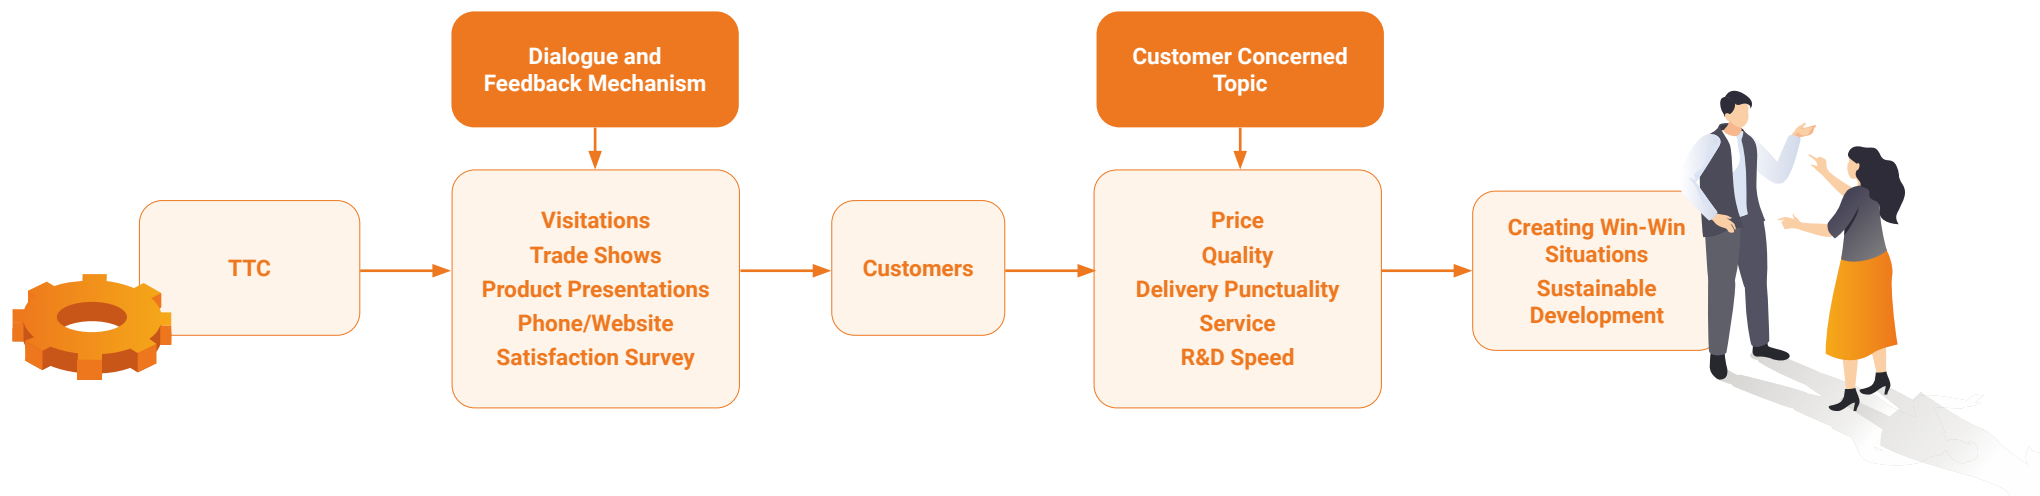 Dialogue and
Feedback Mechanism
Customer Concerned
Topic
TTC
Visitations
Trade Shows
Product Presentations
Phone/Website
Satisfaction Survey
Customers
Price
Quality
Delivery Punctuality
Service
R&D Speed
Creating Win-Win
Situations
Sustainable
Development